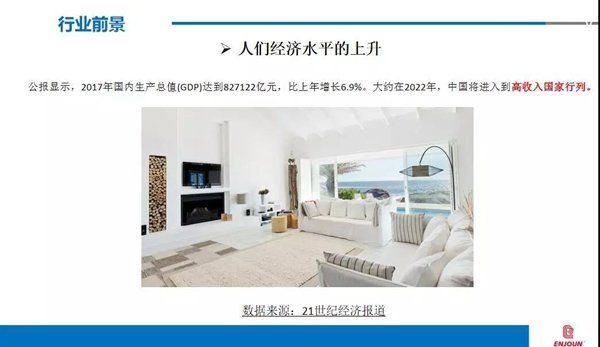 行业前景
➢ 人们经济水平的上升
公报显示，2017年国内生产总值(GDP)达到827122亿元，比上年增长6.9%。大约在2022年，中国将进入到高收入国家行列。
数据来源：21世纪经济报道
ENJOUN